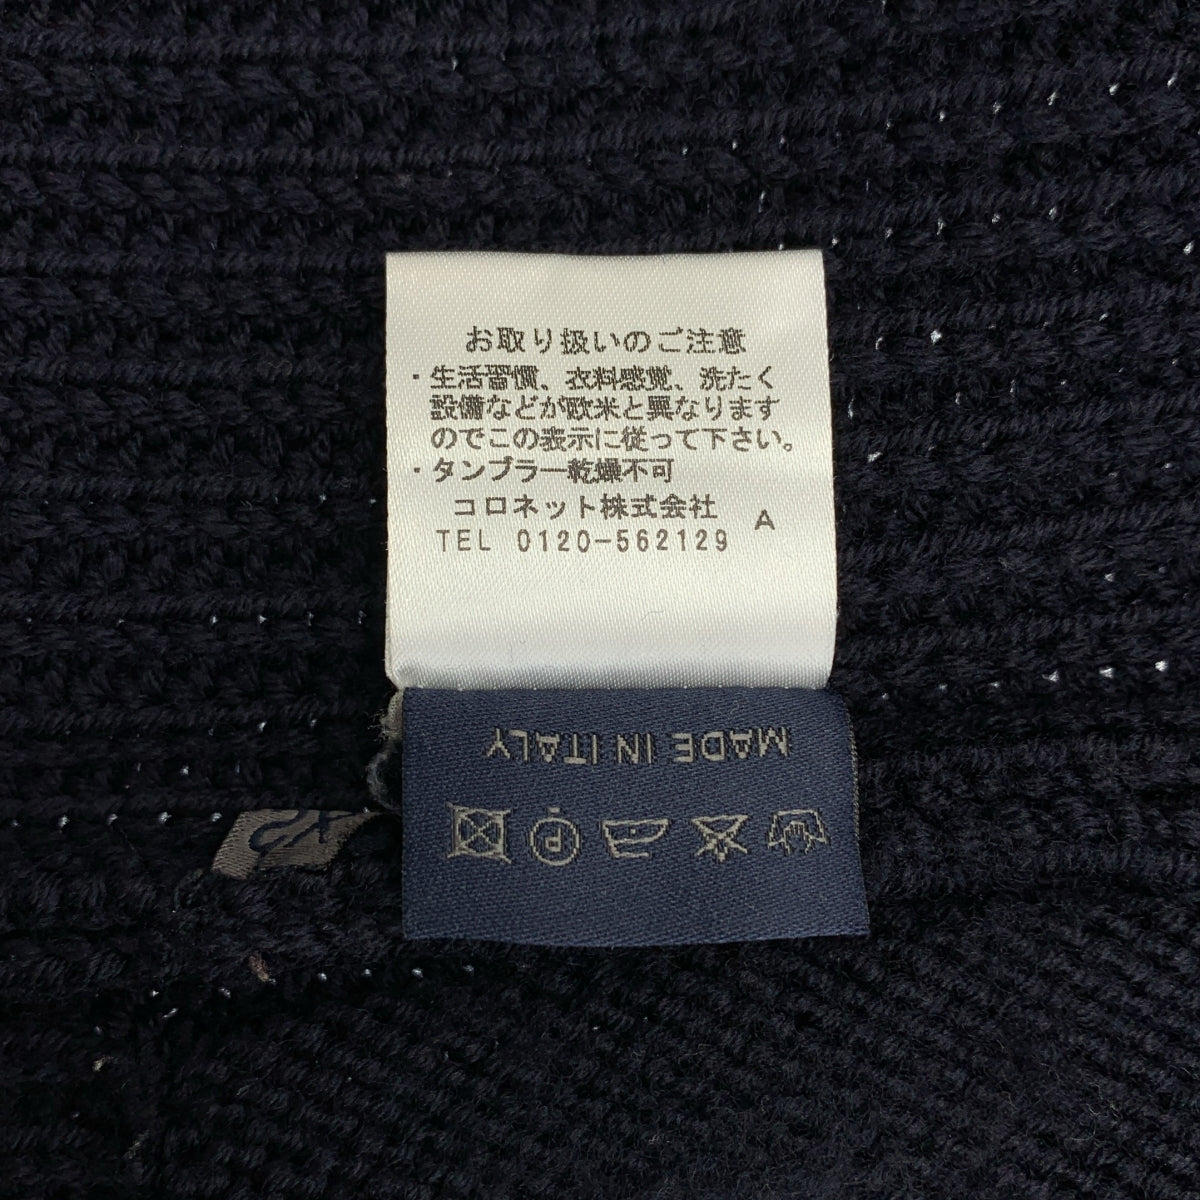 お取り扱いのご注意
・生活習慣、衣料感覚、洗たく
設備などが欧米と異なります
のでこの表示に従って下さい。
・タンブラー乾燥不可
コロネット株式会社
A
TEL 0120-562129
MADE IN ITALY
P